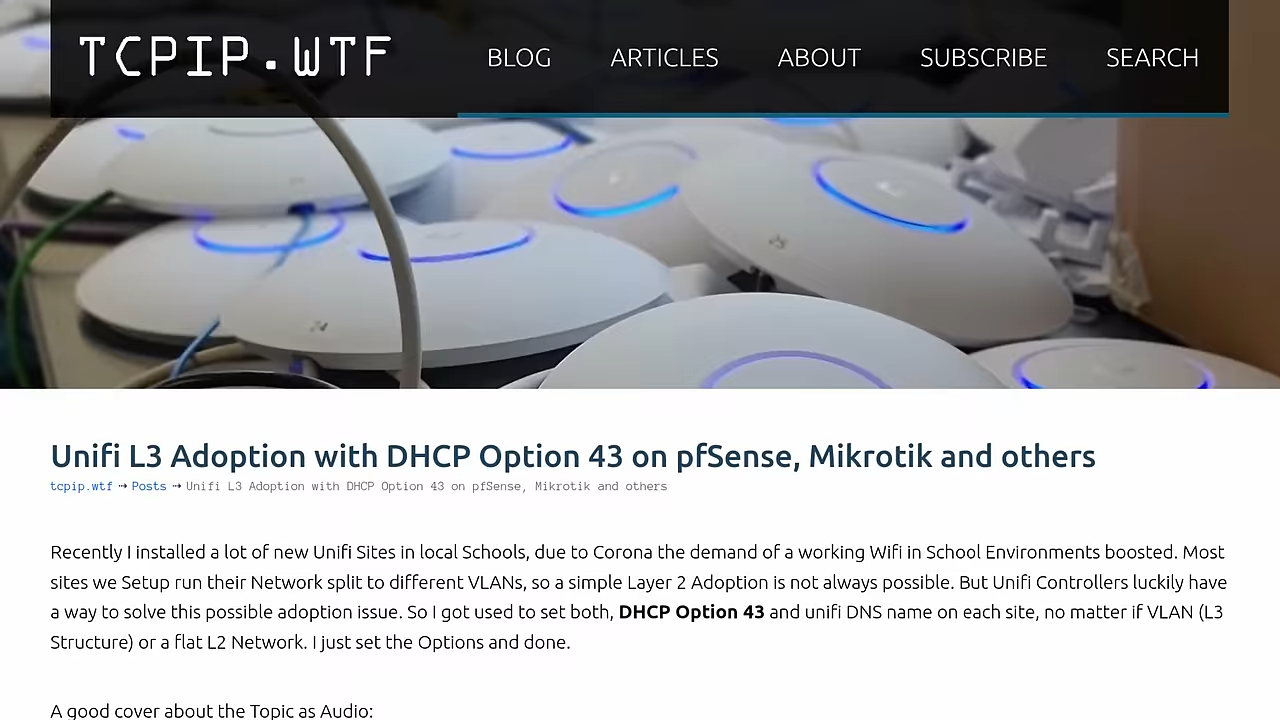 TCPIP.WTF
BLOG ARTICLES ABOUT SUBSCRIBE SEARCH
Unifi L3 Adoption with DHCP Option 43 on pfSense, Mikrotik and others
tcpip.wtf ⇢ Posts ⇢ Unifi L3 Adoption with DHCP Option 43 on pfSense, Mikrotik and others
Recently I installed a lot of new Unifi Sites in local Schools, due to Corona the demand of a working Wifi in School Environments boosted. Most
sites we Setup run their Network split to different VLANs, so a simple Layer 2 Adoption is not always possible. But Unifi Controllers luckily have
a way to solve this possible adoption issue. So I got used to set both, DHCP Option 43 and unifi DNS name on each site, no matter if VLAN (L3
Structure) or a flat L2 Network. I just set the Options and done.
A good cover about the Topic as Audio: